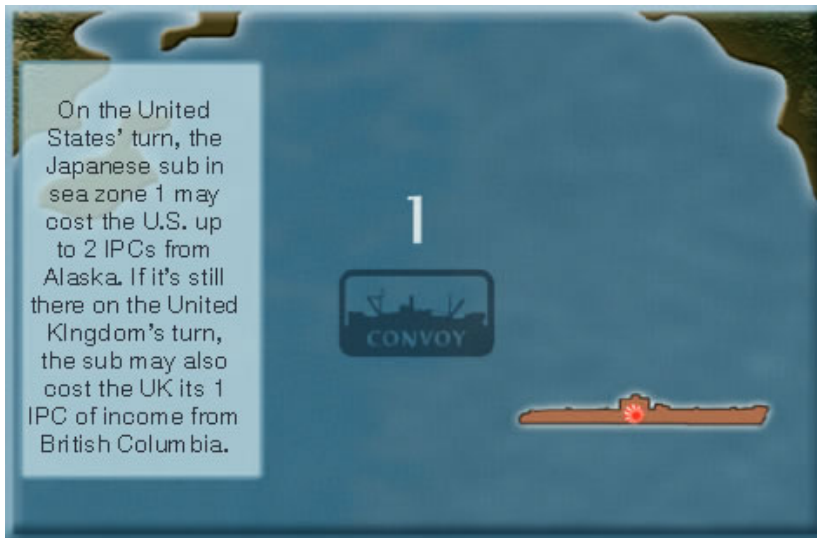 On the United
States' turn, the
Japanese sub in
sea zone 1 may
cost the U.S. up
to 2 IPCs from
Alaska. If it's still
there on the United
KIngdom's turn,
the sub may also
cost the UK its 1
IPC of income from
British Columbia.
1
CONVOY